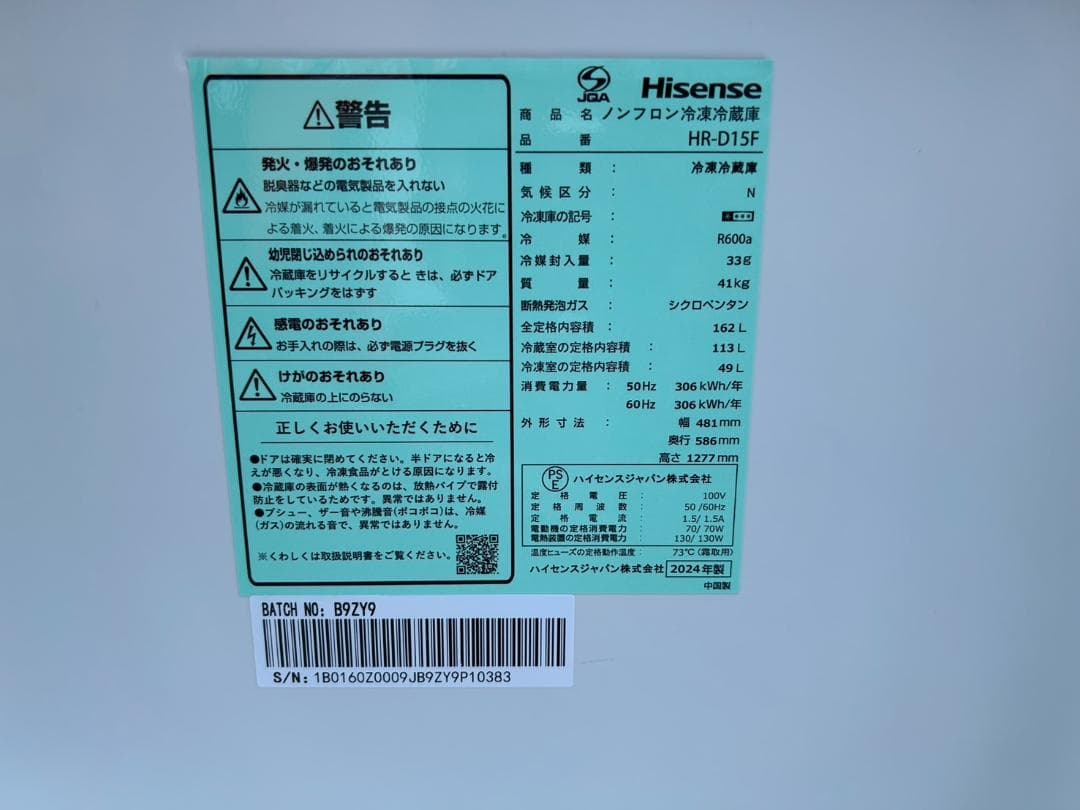 警告
発火・爆発のおそれあり
脱臭器などの電気製品を入れない
冷媒が漏れていると電気製品の接点の火花に
よる着火、着火による爆発の原因になります。
幼児閉じ込められのおそれあり
冷蔵庫をリサイクルすると きは、必ずドア
パッキングをはずす
感電のおそれあり
お手入れの際は、必ず電源プラグを抜く
けがのおそれあり
冷蔵庫の上にのらない
正しくお使いいただくために
●ドアは確実に閉めてください。半ドアになると冷
えが悪くなり、冷凍食品がとける原因になります。
●冷蔵庫の表面が熱くなるのは、放熱パイプで露付
防止をしているためです。異常ではありません。
●プシュー、ザー音や沸騰音(ポコポコ)は、冷媒
(ガス)の流れる音で、異常ではありません。
※くわしくは取扱説明書をご覧ください。
JQA
Hisense
商品名 ノンフロン冷凍冷蔵庫
品番 HR-D15F
種類 : 冷凍冷蔵庫
気候区分 : N
冷凍庫の記号 :
冷媒 : R600a
冷媒封入量 : 33g
質量 : 41kg
断熱発泡ガス : シクロペンタン
全定格内容積 : 162 L
冷蔵室の定格内容積 : 113 L
冷凍室の定格内容積 : 49 L
消費電力量 : 50Hz 306 kWh/年
60Hz 306 kWh/年
外形寸法 : 幅 481mm
奥行 586mm
高さ 1277mm
PS
E
ハイセンスジャパン株式会社
定格電圧 : 100V
定格周波数 : 50/60Hz
定格電流 : 1.5/1.5A
電動機の定格消費電力 : 70/70W
電熱装置の定格消費電力 : 130/130W
温度ヒューズの定格動作温度 : 73℃(霜取用)
ハイセンスジャパン株式会社 2024年製
中国製
BATCH NO: B9ZY9
S/N: 1B0160Z0009JB9ZY9P10383